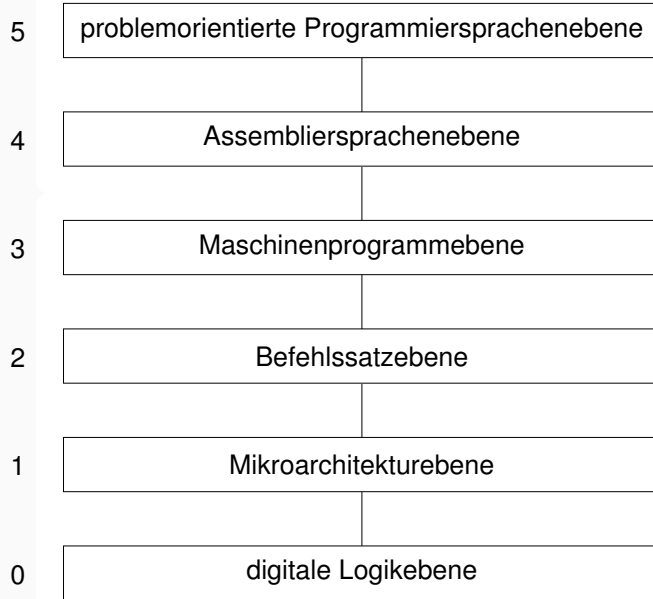 5 problemorientierte Programmiersprachenebene
4 Assembliersprachenebene
3 Maschinenprogrammebene
2 Befehlssatzebene
1 Mikroarchitekturebene
0 digitale Logikebene